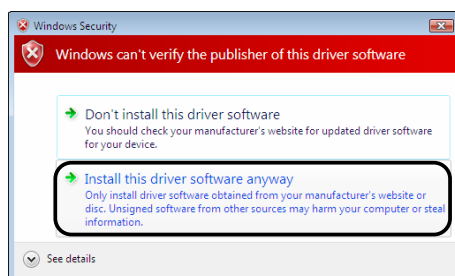 Windows Security
Windows can't verify the publisher of this driver software
Don't install this driver software
You should check your manufacturer's website for updated driver software
for your device.
Install this driver software anyway
Only install driver software obtained from your manufacturer's website or
disc. Unsigned software from other sources may harm your computer or steal
information.
See details